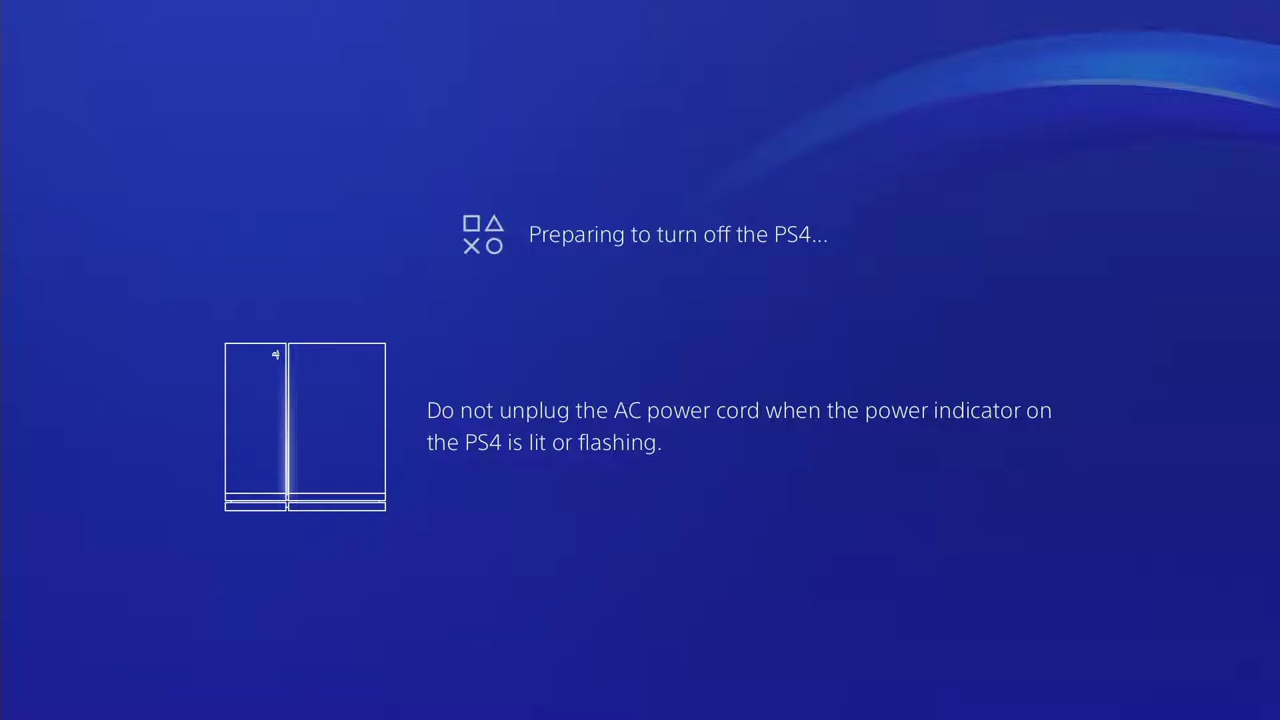 Preparing to turn off the PS4...
Do not unplug the AC power cord when the power indicator on
the PS4 is lit or flashing.